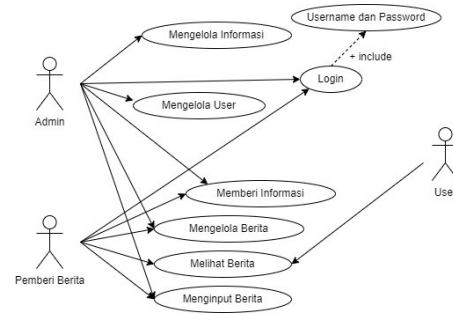 Username dan Password
Mengelola Informasi
+ include
Login
Mengelola User
Admin
User
Memberi Informasi
Mengelola Berita
Melihat Berita
Pemberi Berita
Menginput Berita